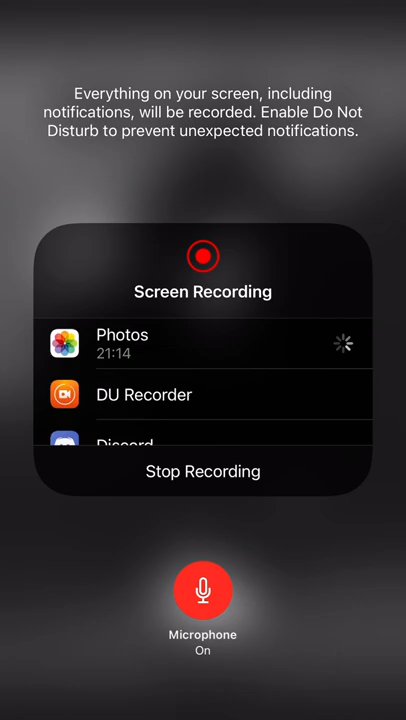 Everything on your screen, including
notifications, will be recorded. Enable Do Not
Disturb to prevent unexpected notifications.
Screen Recording
Photos
21:14
DU Recorder
Discord
Stop Recording
Microphone
On